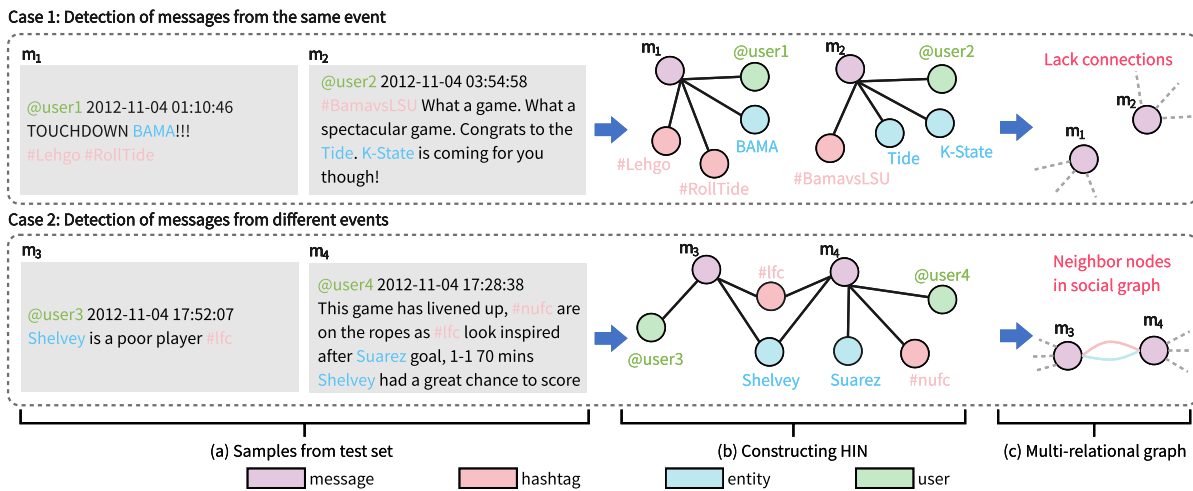 Case 1: Detection of messages from the same event
m1
@user1 2012-11-04 01:10:46
TOUCHDOWN BAMA!!!
#Lehgo #RollTide
m2
@user2 2012-11-04 03:54:58
#BamavsLSU What a game. What a
spectacular game. Congrats to the
Tide. K-State is coming for you
though!
m1
@user1
BAMA
#Lehgo
#RollTide
m2
@user2
K-State
Tide
#BamavsLSU
Lack connections
m2
m1
Case 2: Detection of messages from different events
m3
@user3 2012-11-04 17:52:07
Shelvey is a poor player #lfc
m4
@user4 2012-11-04 17:28:38
This game has livened up, #nufc are
on the ropes as #lfc look inspired
after Suarez goal, 1-1 70 mins
Shelvey had a great chance to score
m3
#lfc
m4
@user4
@user3
Shelvey
Suarez
#nufc
Neighbor nodes
in social graph
m3
m4
(a) Samples from test set
(b) Constructing HIN
(c) Multi-relational graph
message
hashtag
entity
user